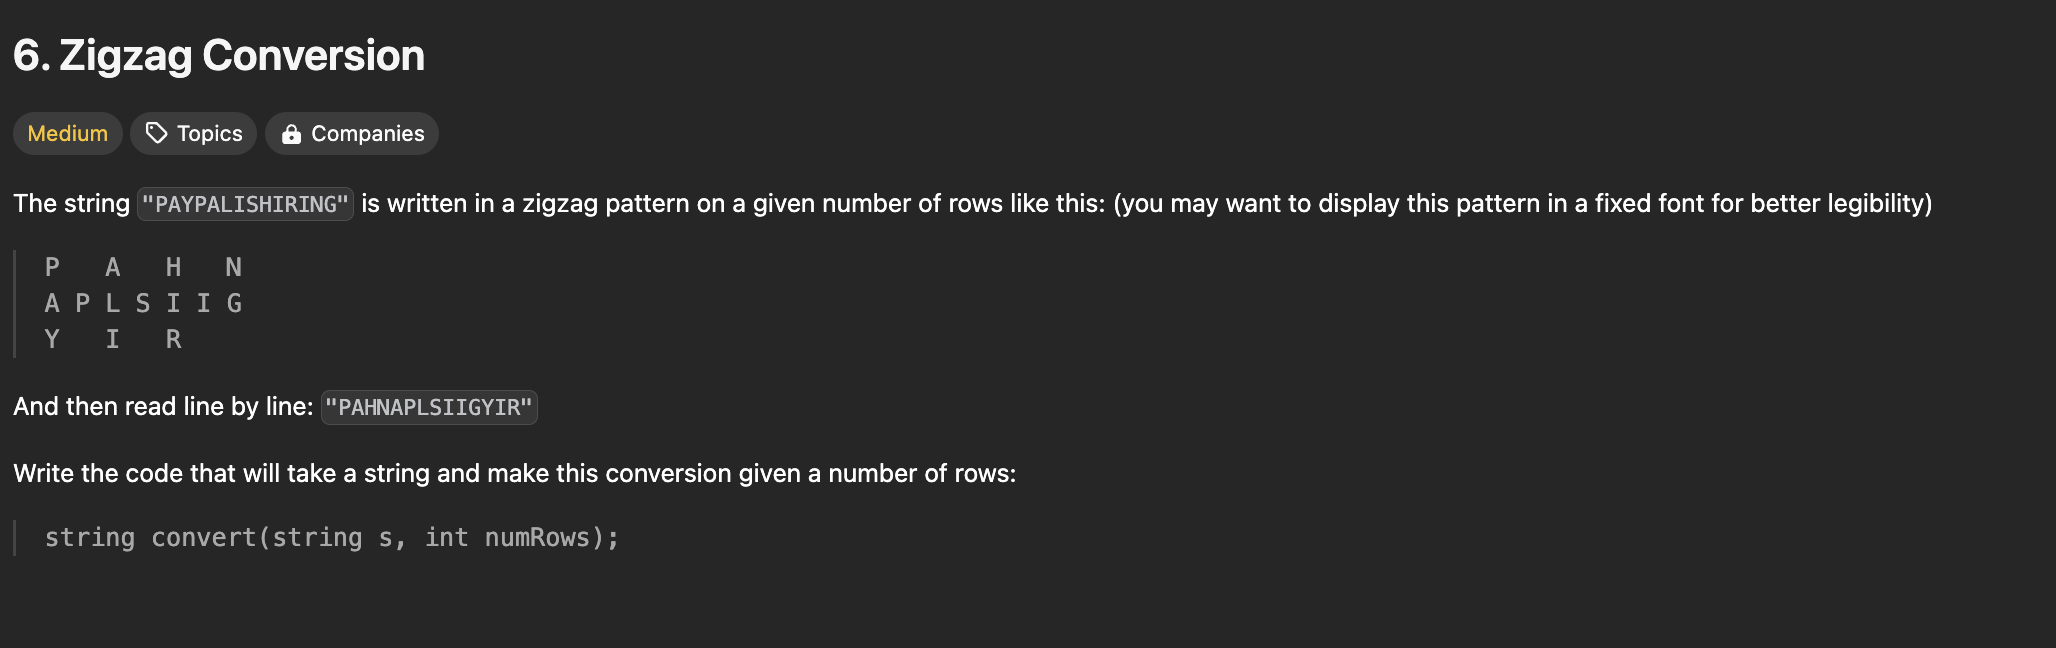 6. Zigzag Conversion
Medium Topics Companies
The string "PAYPALISHIRING" is written in a zigzag pattern on a given number of rows like this: (you may want to display this pattern in a fixed font for better legibility)
P   A   H   N
A P L S I I G
Y   I   R
And then read line by line: "PAHNAPLSIIGYIR"
Write the code that will take a string and make this conversion given a number of rows:
string convert(string s, int numRows);